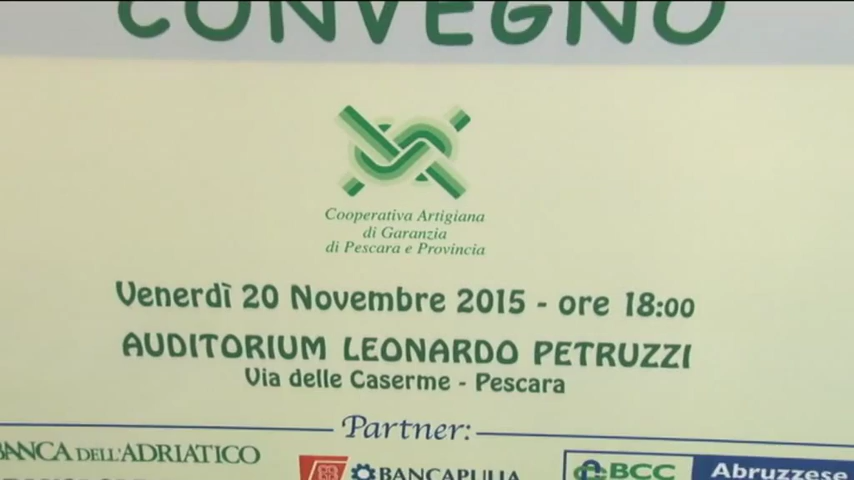 CONVEGNO
Cooperativa Artigiana
di Garanzia
di Pescara e Provincia
Venerdì 20 Novembre 2015 - ore 18:00
AUDITORIUM LEONARDO PETRUZZI
Via delle Caserme - Pescara
Partner:
BANCA DELL'ADRIATICO
BANCAPULIA
BCC Abruzzese